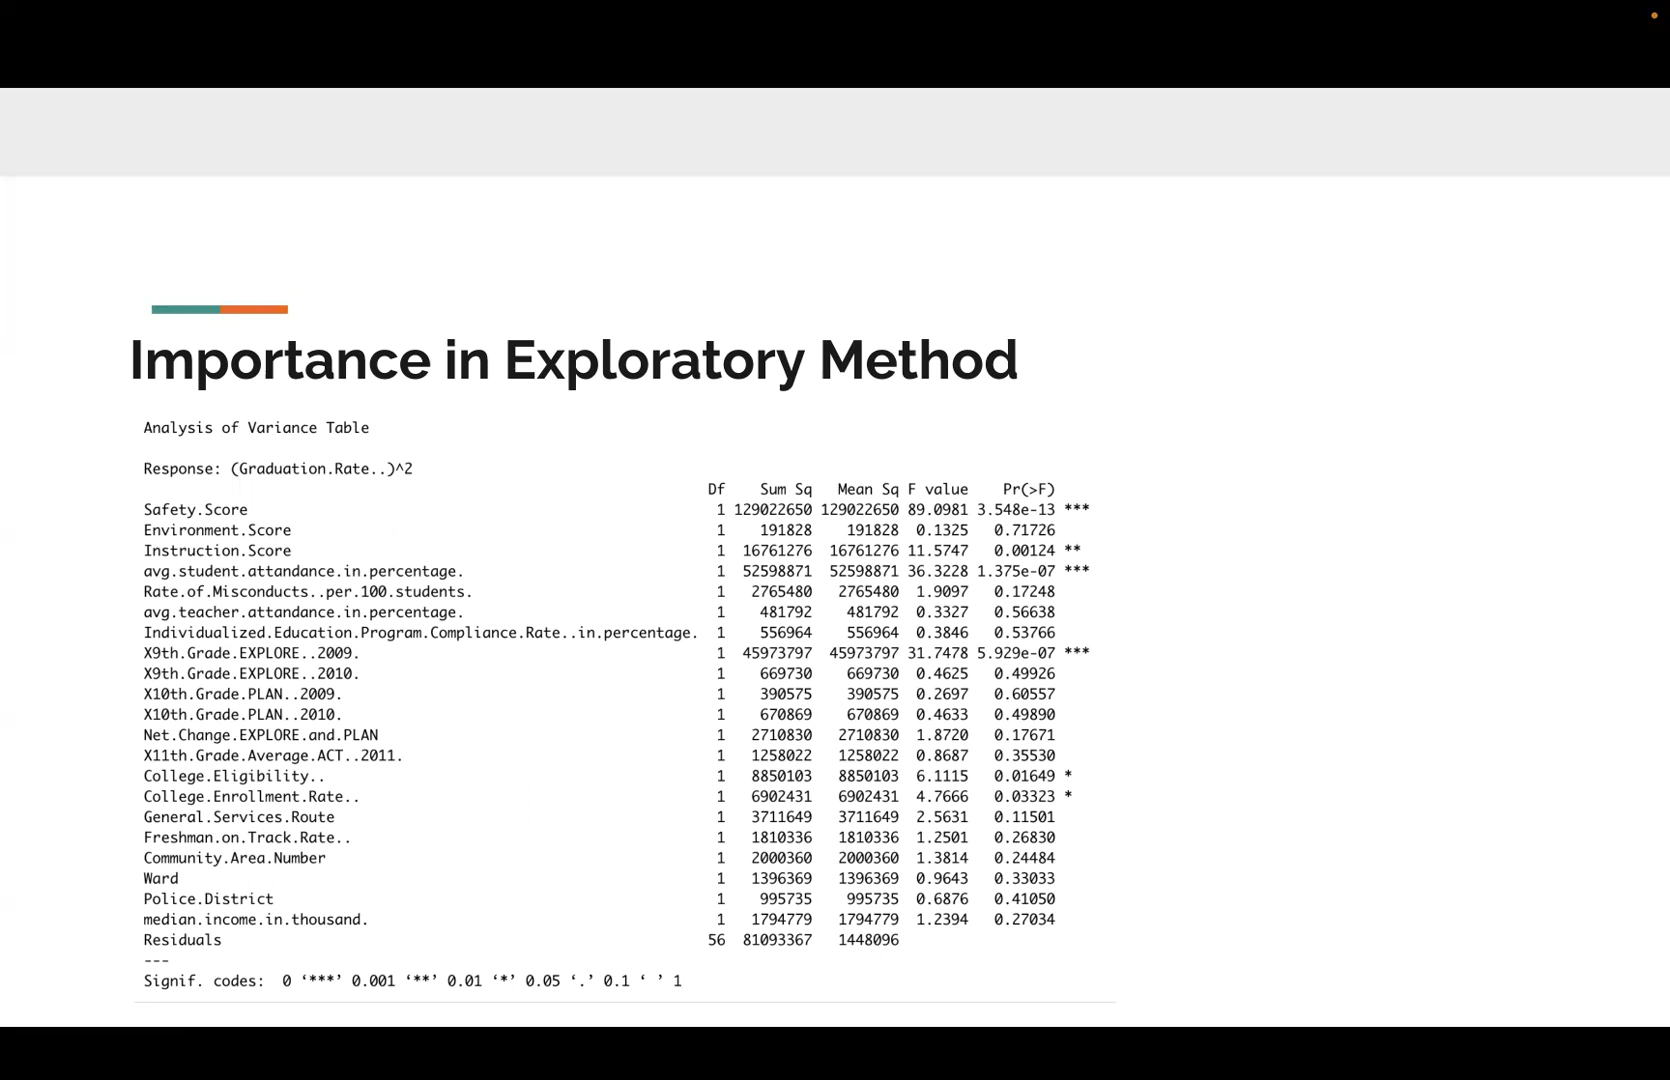 Importance in Exploratory Method
Analysis of Variance Table
Response: (Graduation.Rate..)^2
Df Sum Sq Mean Sq F value Pr(>F)
Safety.Score 1 129022650 129022650 89.0981 3.548e-13 ***
Environment.Score 1 191828 191828 0.1325 0.71726
Instruction.Score 1 16761276 16761276 11.5747 0.00124 **
avg.student.attandance.in.percentage. 1 52598871 52598871 36.3228 1.375e-07 ***
Rate.of.Misconducts..per.100.students. 1 2765480 2765480 1.9097 0.17248
avg.teacher.attandance.in.percentage. 1 481792 481792 0.3327 0.56638
Individualized.Education.Program.Compliance.Rate..in.percentage. 1 556964 556964 0.3846 0.53766
X9th.Grade.EXPLORE..2009. 1 45973797 45973797 31.7478 5.929e-07 ***
X9th.Grade.EXPLORE..2010. 1 669730 669730 0.4625 0.49926
X10th.Grade.PLAN..2009. 1 390575 390575 0.2697 0.60557
X10th.Grade.PLAN..2010. 1 670869 670869 0.4633 0.49890
Net.Change.EXPLORE.and.PLAN 1 2710830 2710830 1.8720 0.17671
X11th.Grade.Average.ACT..2011. 1 1258022 1258022 0.8687 0.35530
College.Eligibility.. 1 8850103 8850103 6.1115 0.01649 *
College.Enrollment.Rate.. 1 6902431 6902431 4.7666 0.03323 *
General.Services.Route 1 3711649 3711649 2.5631 0.11501
Freshman.on.Track.Rate.. 1 1810336 1810336 1.2501 0.26830
Community.Area.Number 1 2000360 2000360 1.3814 0.24484
Ward 1 1396369 1396369 0.9643 0.33033
Police.District 1 995735 995735 0.6876 0.41050
median.income.in.thousand. 1 1794779 1794779 1.2394 0.27034
Residuals 56 81093367 1448096
---
Signif. codes: 0 ‘***’ 0.001 ‘**’ 0.01 ‘*’ 0.05 ‘.’ 0.1 ‘ ’ 1